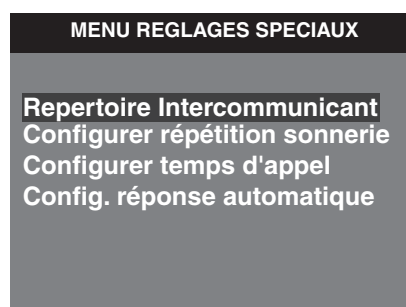 MENU REGLAGES SPECIAUX
Repertoire Intercommunicant
Configurer répétition sonnerie
Configurer temps d'appel
Config. réponse automatique